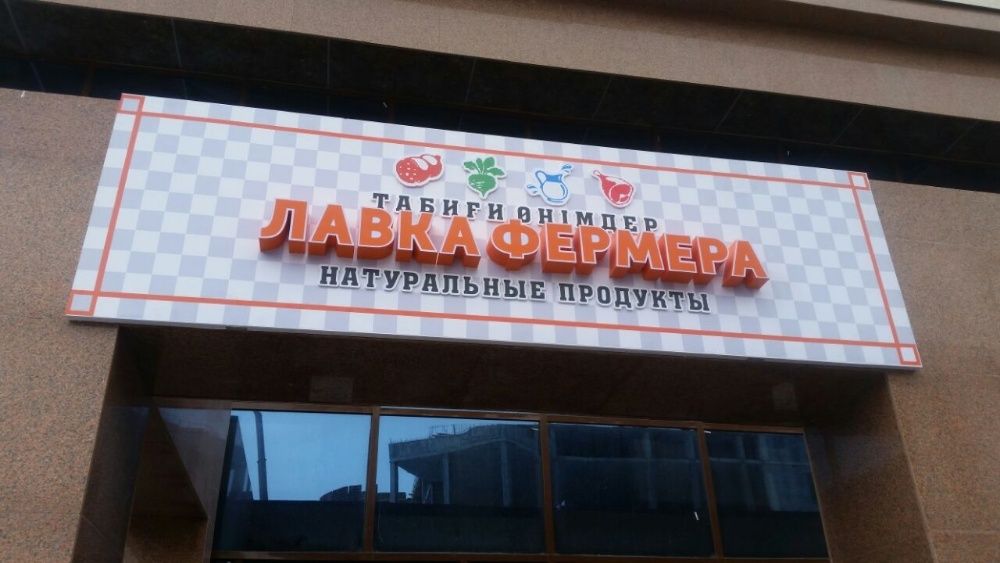 ТАБИҒИ ӨНІМДЕР
ЛАВКА ФЕРМЕРА
НАТУРАЛЬНЫЕ ПРОДУКТЫ